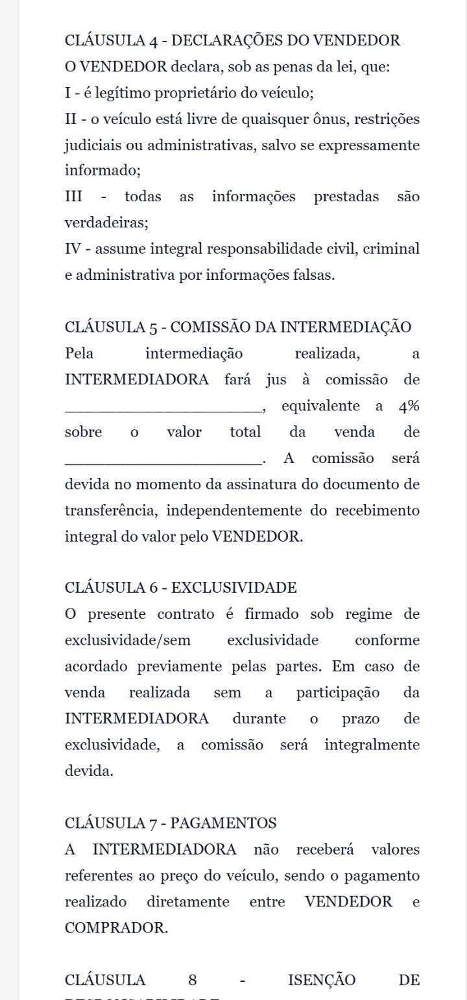 CLÁUSULA 4 - DECLARAÇÕES DO VENDEDOR
O VENDEDOR declara, sob as penas da lei, que:
I - é legítimo proprietário do veículo;
II - o veículo está livre de quaisquer ônus, restrições
judiciais ou administrativas, salvo se expressamente
informado;
III - todas as informações prestadas são
verdadeiras;
IV - assume integral responsabilidade civil, criminal
e administrativa por informações falsas.
CLÁUSULA 5 - COMISSÃO DA INTERMEDIAÇÃO
Pela intermediação realizada, a
INTERMEDIADORA fará jus à comissão de
____________________, equivalente a 4%
sobre o valor total da venda de
____________________. A comissão será
devida no momento da assinatura do documento de
transferência, independentemente do recebimento
integral do valor pelo VENDEDOR.
CLÁUSULA 6 - EXCLUSIVIDADE
O presente contrato é firmado sob regime de
exclusividade/sem exclusividade conforme
acordado previamente pelas partes. Em caso de
venda realizada sem a participação da
INTERMEDIADORA durante o prazo de
exclusividade, a comissão será integralmente
devida.
CLÁUSULA 7 - PAGAMENTOS
A INTERMEDIADORA não receberá valores
referentes ao preço do veículo, sendo o pagamento
realizado diretamente entre VENDEDOR e
COMPRADOR.
CLÁUSULA 8 - ISENÇÃO DE